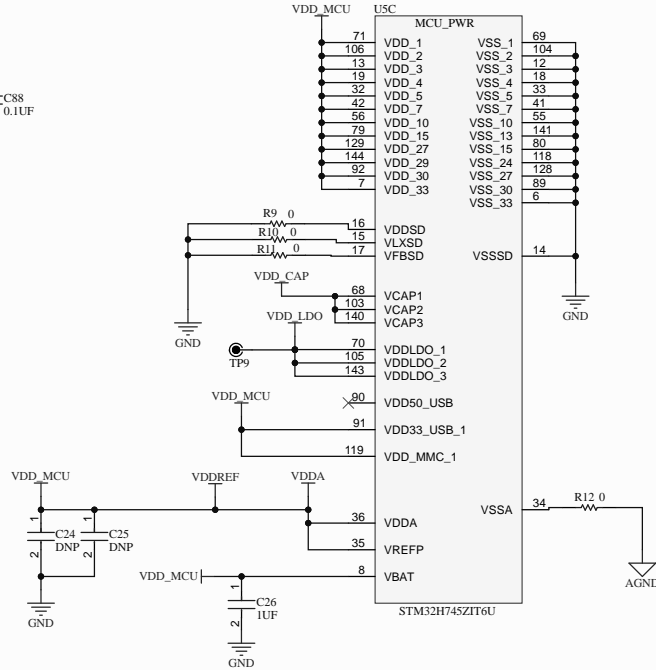 VDD_MCU
U5C
MCU_PWR
71 VDD_1 VSS_1 69
106 VDD_2 VSS_2 104
13 VDD_3 VSS_3 12
19 VDD_4 VSS_4 18
32 VDD_5 VSS_5 33
42 VDD_7 VSS_7 41
56 VDD_10 VSS_10 55
79 VDD_15 VSS_13 141
129 VDD_27 VSS_15 80
144 VDD_29 VSS_24 118
92 VDD_30 VSS_27 128
7 VDD_33 VSS_30 89
VSS_33 6
C88
0.1UF
R9 0 16 VDDSD
R10 0 15 VLXSD
R11 0 17 VFBSD
VSSSD 14
GND
GND
VDD_CAP
68 VCAP1
103 VCAP2
140 VCAP3
VDD_LDO
TP9
70 VDDLDO_1
105 VDDLDO_2
143 VDDLDO_3
VDD_MCU
90 VDD50_USB
91 VDD33_USB_1
119 VDD_MMC_1
VDD_MCU
VDDREF
VDDA
VSSA 34 R12 0
AGND
1 C24 DNP 2
1 C25 DNP 2
GND
36 VDDA
35 VREFP
VDD_MCU
8 VBAT
1 C26 1UF 2
GND
STM32H745ZIT6U